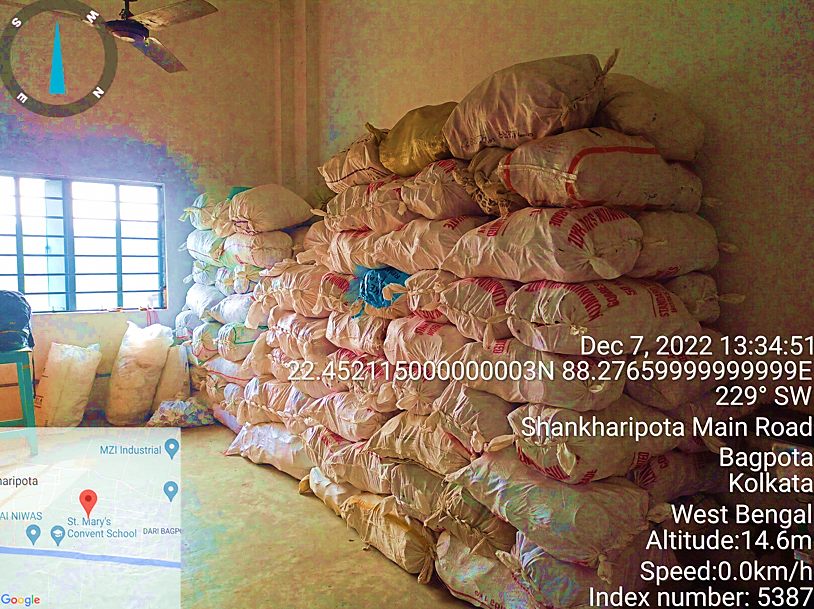 S
W
E
N
Dec 7, 2022 13:34:51
22.452115000000003N 88.27659999999999E
229° SW
Shankharipota Main Road
Bagpota
Kolkata
West Bengal
Altitude:14.6m
Speed:0.0km/h
Index number: 5387
MZI Industrial
haripota
AI NIWAS
St. Mary's
Convent School
DARI BAGPO
Google